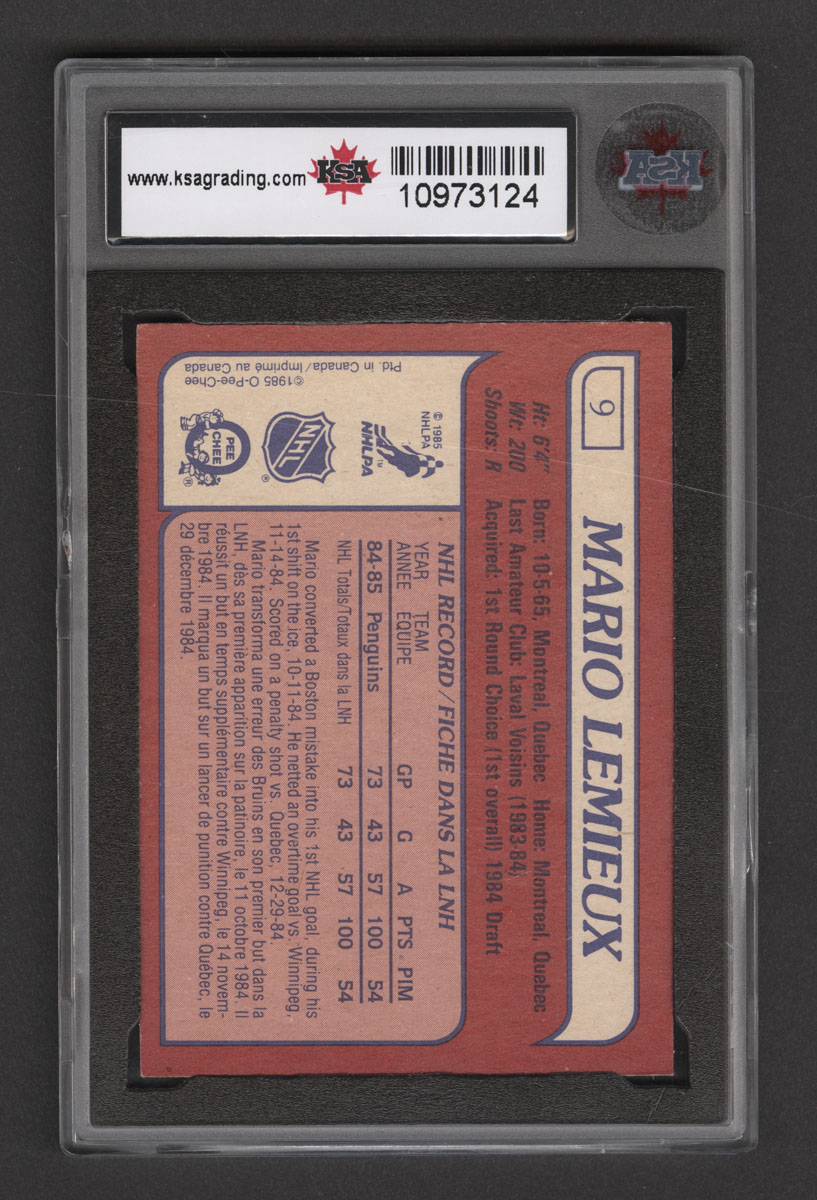 www.ksagrading.com
KSA
10973124
KSA
9
MARIO LEMIEUX
Ht: 6'4" Born: 10-5-65, Montreal, Quebec Home: Montreal, Quebec
Wt: 200 Last Amateur Club: Laval Voisins (1983-84)
Shoots: R Acquired: 1st Round Choice (1st overall) 1984 Draft
© 1985
NHLPA
NHLPA
TM
NHL
®
PEE
CHEE
®
©1985 O-Pee-Chee
Ptd. in Canada/Imprimé au Canada
NHL RECORD/FICHE DANS LA LNH
YEAR TEAM GP G A PTS PIM
ANNÉE ÉQUIPE
84-85 Penguins 73 43 57 100 54
NHL Totals/Totaux dans la LNH 73 43 57 100 54
Mario converted a Boston mistake into his 1st NHL goal, during his
1st shift on the ice, 10-11-84. He netted an overtime goal vs. Winnipeg,
11-14-84. Scored on a penalty shot vs. Quebec, 12-29-84.
Mario transforma une erreur des Bruins en son premier but dans la
LNH, dès sa première apparition sur la patinoire, le 11 octobre 1984. Il
réussit un but en temps supplémentaire contre Winnipeg, le 14 novem-
bre 1984. Il marqua un but sur un lancer de punition contre Québec, le
29 décembre 1984.